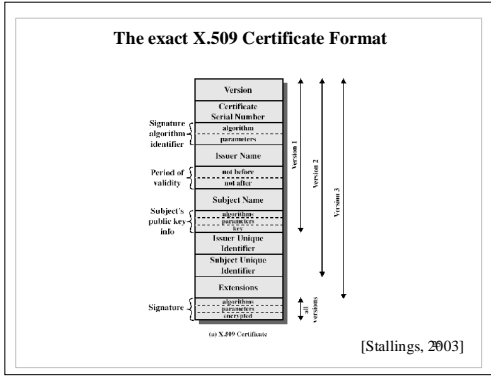 The exact X.509 Certificate Format
Version
Certificate
Serial Number
Signature
algorithm
identifier
algorithm
parameters
Issuer Name
Period of
validity
not before
not after
Subject Name
Subject's
public key
info
algorithms
parameters
key
Issuer Unique
Identifier
Subject Unique
Identifier
Extensions
Signature
algorithms
parameters
encrypted
Version 1
Version 2
Version 3
all
versions
(a) X.509 Certificate
[Stallings, 2003]